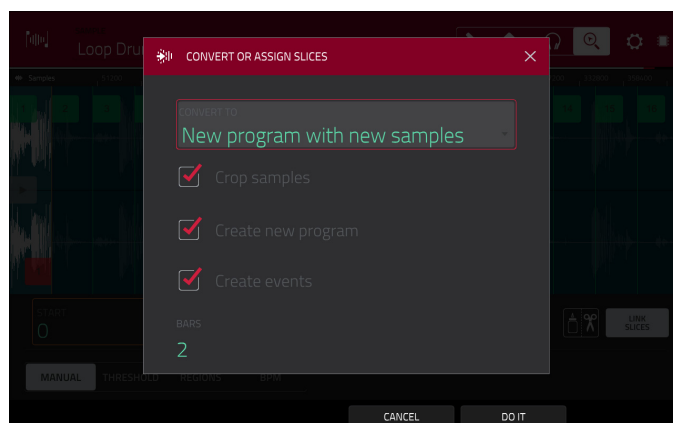 Loop Dru
CONVERT OR ASSIGN SLICES
Samples
CONVERT TO
New program with new samples
Crop samples
Create new program
Create events
BARS
2
START
0
LINK
SLICES
MANUAL THRESHOLD REGIONS BPM
CANCEL DO IT